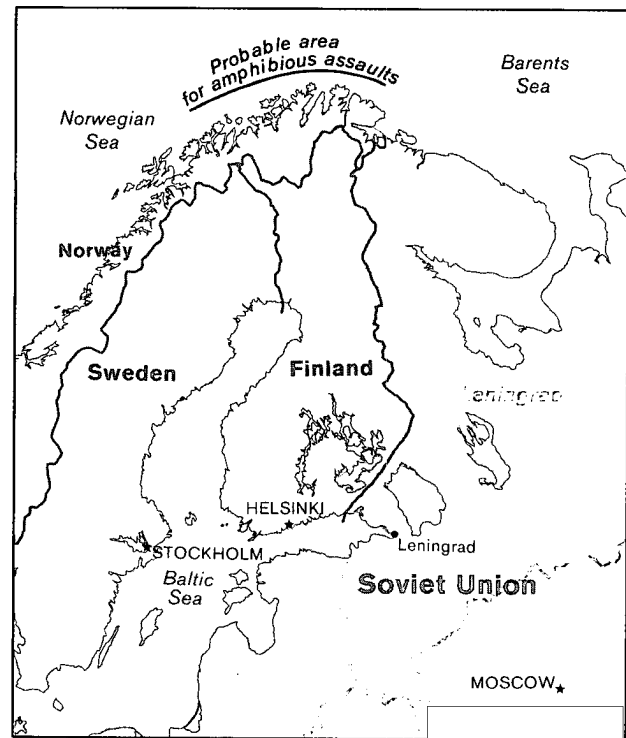 Probable area
for amphibious assaults
Barents
Sea
Norwegian
Sea
Norway
Sweden
Finland
HELSINKI
STOCKHOLM
Leningrad
Baltic
Sea
Soviet Union
MOSCOW